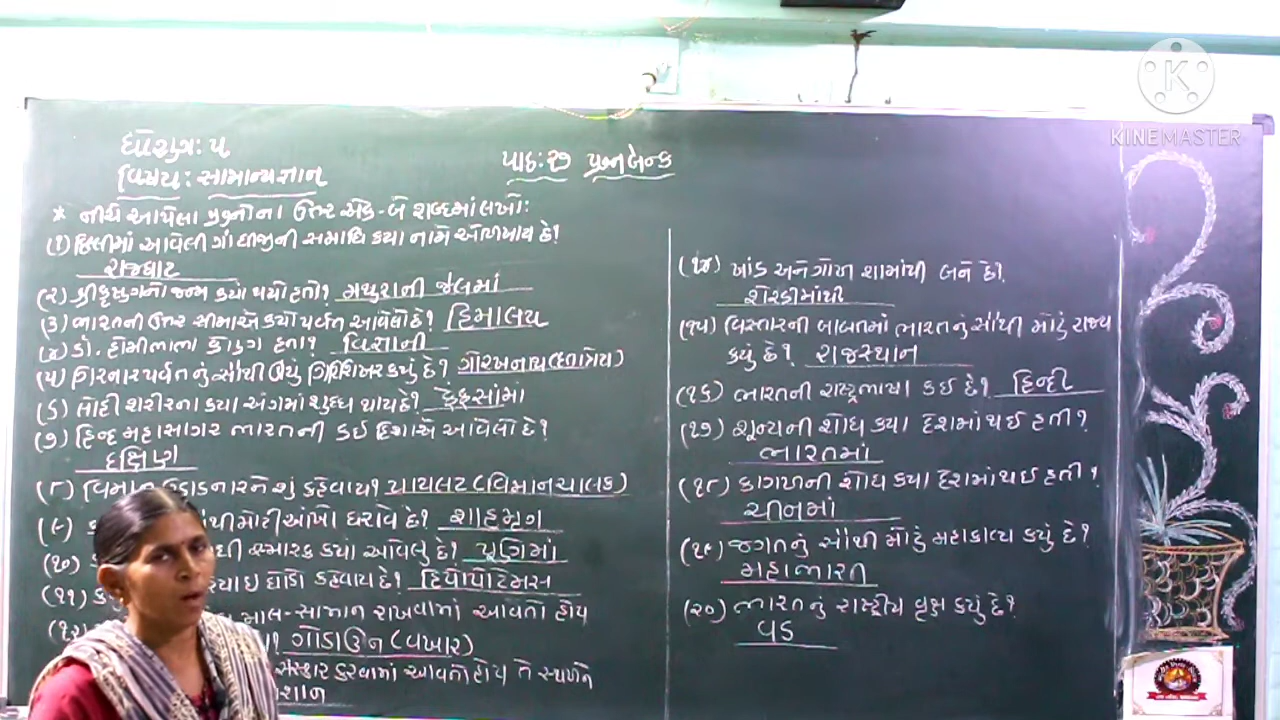 KINEMASTER
ધોરણ: ૫
વિષય: સામાન્યજ્ઞાન
પાઠ: ૭ પ્રશ્નબેન્ક
* નીચે આપેલા પ્રશ્નોના ઉત્તર એક-બે શબ્દમાં લખો:
(૧) દિલ્લીમાં આવેલી ગાંધીજીની સમાધિ કયા નામે ઓળખાય છે?
રાજઘાટ
(૨) શ્રીકૃષ્ણનો જન્મ કયાં થયો હતો? મથુરાની જેલમાં
(૩) ભારતની ઉત્તર સીમાએ કયો પર્વત આવેલો છે? હિમાલય
(૪) ડૉ. હોમીભાભા કોણ હતા? વિજ્ઞાની
(૫) ગિરનાર પર્વતનું સૌથી ઊંચું ગિરિશિખર કયું છે? ગોરખનાથ
(૬) લોહી શરીરના કયા અંગમાં શુધ્ધ થાય છે? ફેફસાંમાં
(૭) હિન્દ મહાસાગર ભારતની કઈ દિશાએ આવેલો છે?
દક્ષિણ
(૮) વિમાન ઉડાડનારને શું કહેવાય? પાયલટ (વિમાનચાલક)
(૯) મોટી આંખો ધરાવે છે? શાહમૃગ
(૧૦) સ્મારક કયાં આવેલું છે?
(૧૧) ઘોડો કહેવાય છે? હિપોપોટેમસ
(૧૨) માલ-સામાન રાખવામાં આવતો હોય
ગોડાઉન (વખાર)
સંસ્કાર કરવામાં આવતો હોય તે સ્થળને
(૧૪) ખાંડ અને ગોળ શામાંથી બને છે?
શેરડીમાંથી
(૧૫) વિસ્તારની બાબતમાં ભારતનું સૌથી મોટું રાજ્ય
કયું છે? રાજસ્થાન
(૧૬) ભારતની રાષ્ટ્રભાષા કઈ છે? હિન્દી
(૧૭) શૂન્યની શોધ કયા દેશમાં થઈ હતી?
ભારતમાં
(૧૮) કાગળની શોધ કયા દેશમાં થઈ હતી?
ચીનમાં
(૧૯) જગતનું સૌથી મોટું મહાકાવ્ય કયું છે?
મહાભારત
(૨૦) ભારતનું રાષ્ટ્રીય વૃક્ષ કયું છે?
વડ